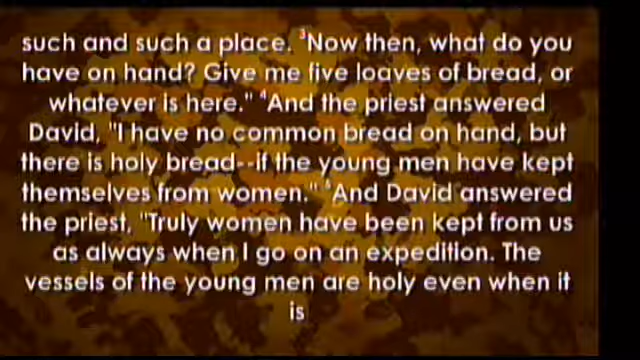 such and such a place. 3Now then, what do you
have on hand? Give me five loaves of bread, or
whatever is here." 4And the priest answered
David, "I have no common bread on hand, but
there is holy bread--if the young men have kept
themselves from women." 5And David answered
the priest, "Truly women have been kept from us
as always when I go on an expedition. The
vessels of the young men are holy even when it
is